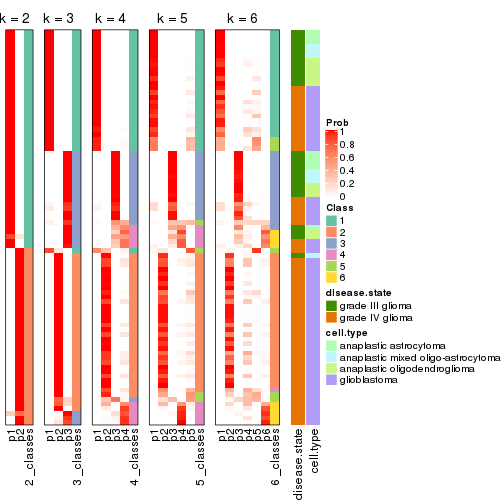 k = 2 k = 3 k = 4 k = 5 k = 6
Prob
1
0.8
0.6
0.4
0.2
0
Class
1
2
3
4
5
6
disease.state
grade III glioma
grade IV glioma
cell.type
anaplastic astrocytoma
anaplastic mixed oligo-astrocytoma
anaplastic oligodendroglioma
glioblastoma
p1 p2 2_classes p1 p2 p3 3_classes p1 p2 p3 p4 4_classes p1 p2 p3 p4 p5 5_classes p1 p2 p3 p4 p5 p6 6_classes disease.state cell.type